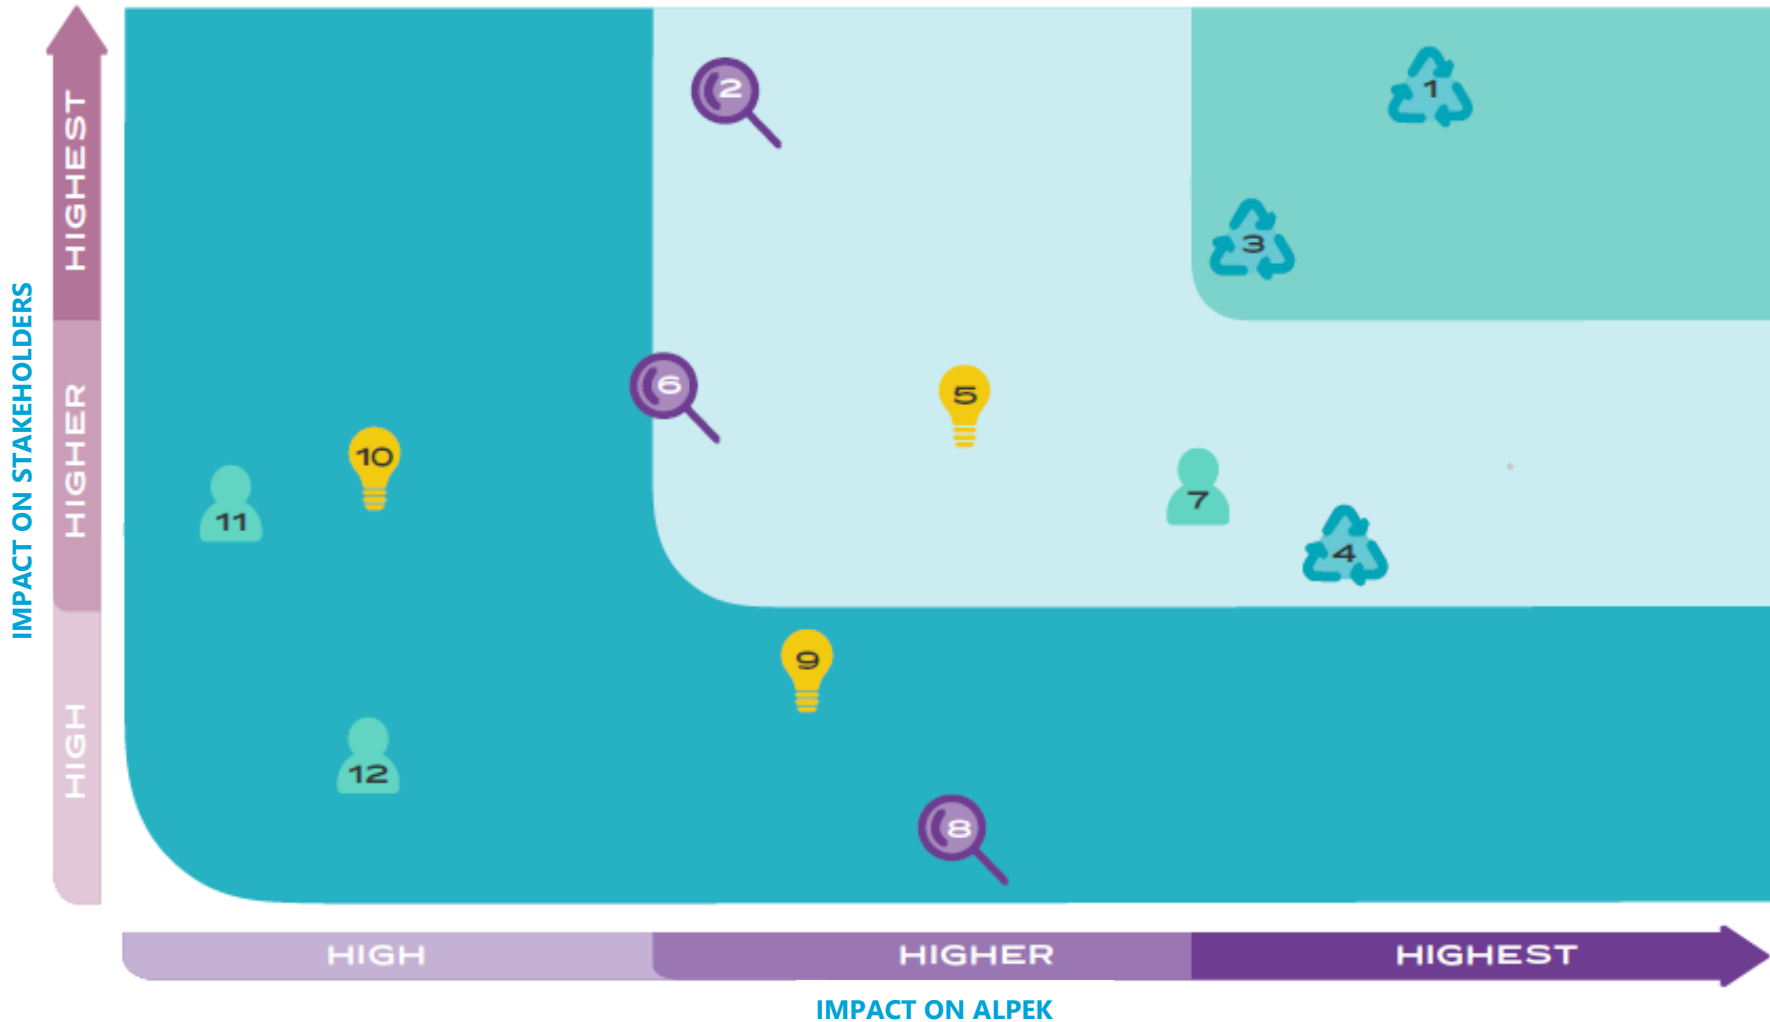 IMPACT ON STAKEHOLDERS
HIGHEST
HIGHER
HIGH
2
1
3
6
5
10
11
7
4
9
12
8
HIGH
HIGHER
HIGHEST
IMPACT ON ALPEK